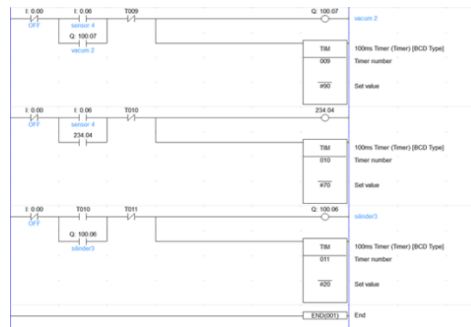 I: 0.00 I: 0.06 T009 Q: 100.07
OFF sensor 4 vacum 2
Q: 100.07
vacum 2
TIM 100ms Timer (Timer) [BCD Type]
009 Timer number
#90 Set value
I: 0.00 I: 0.06 T010 234.04
OFF sensor 4
234.04
TIM 100ms Timer (Timer) [BCD Type]
010 Timer number
#70 Set value
I: 0.00 T010 T011 Q: 100.06
OFF silinder3
Q: 100.06
silinder3
TIM 100ms Timer (Timer) [BCD Type]
011 Timer number
#20 Set value
END(001) End